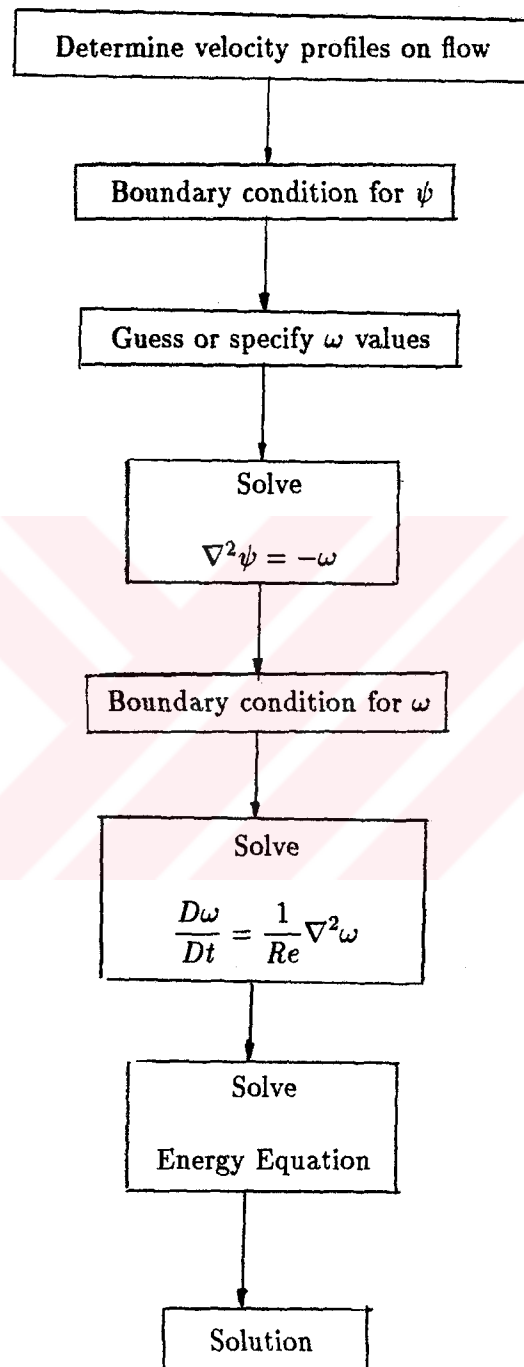 Determine velocity profiles on flow
Boundary condition for ψ
Guess or specify ω values
Solve
∇²ψ = −ω
Boundary condition for ω
Solve
Dω/Dt = 1/Re ∇²ω
Solve
Energy Equation
Solution